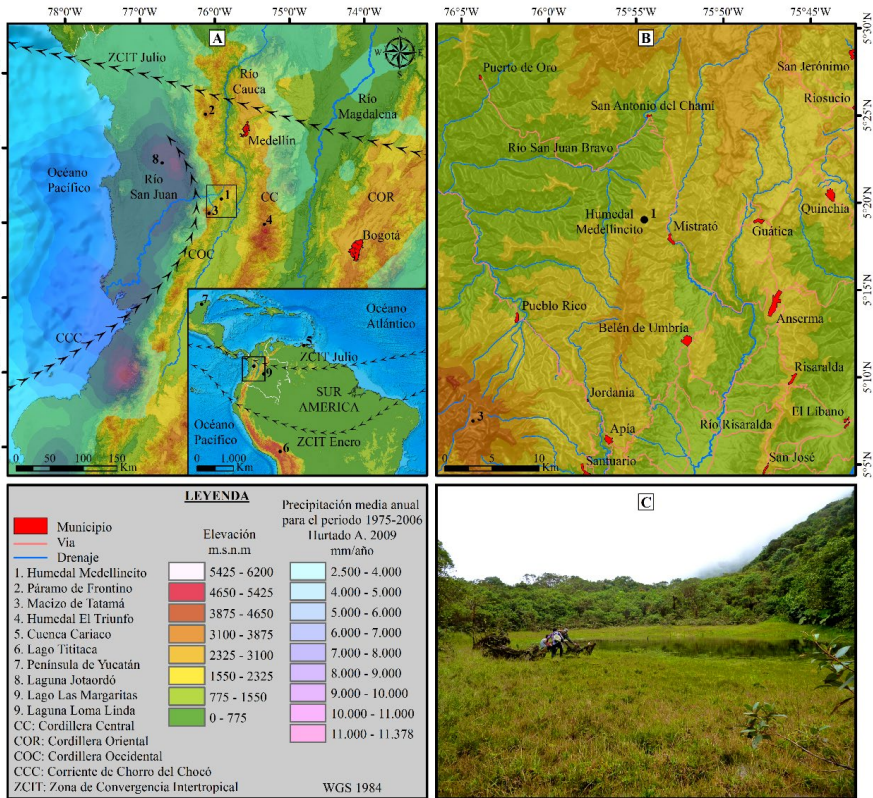 78°W 77°W 76°W 75°W 74°W
A
ZCIT Julio
Río
Cauca
Río
Magdalena
2
Medellín
8
Océano
Pacífico
Río
San Juan
1
3
CC
4
COR
Bogotá
COC
CCC
0 50 100 150
Km
7
Océano
Atlántico
5
ZCIT Julio
9
SUR
AMERICA
Océano
Pacífico
ZCIT Enero
6
0 1.000
Km
76°5'W 76°0'W 75°55'W 75°50'W 75°45'W
B
5°30'N
5°25'N
5°20'N
5°15'N
5°10'N
5°5'N
Puerto de Oro
San Jerónimo
Riosucio
San Antonio del Chamí
Río San Juan Bravo
Humedal
Medellincito
1
Mistrató
Quinchía
Guática
Pueblo Rico
Anserma
Belén de Umbría
Risaralda
Jordania
El Líbano
3
Apía
Río Risaralda
Santuario
San José
0 5 10
Km
LEYENDA
Municipio
Via
Drenaje
1. Humedal Medellincito
2. Páramo de Frontino
3. Macizo de Tatamá
4. Humedal El Triunfo
5. Cuenca Cariaco
6. Lago Tititaca
7. Península de Yucatán
8. Laguna Jotaordó
9. Lago Las Margaritas
9. Laguna Loma Linda
CC: Cordillera Central
COR: Cordillera Oriental
COC: Cordillera Occidental
CCC: Corriente de Chorro del Chocó
ZCIT: Zona de Convergencia Intertropical
Elevación
m.s.n.m
5425 - 6200
4650 - 5425
3875 - 4650
3100 - 3875
2325 - 3100
1550 - 2325
775 - 1550
0 - 775
Precipitación media anual
para el periodo 1975-2006
Hurtado A. 2009
mm/año
2.500 - 4.000
4.000 - 5.000
5.000 - 6.000
6.000 - 7.000
7.000 - 8.000
8.000 - 9.000
9.000 - 10.000
10.000 - 11.000
11.000 - 11.378
WGS 1984
C